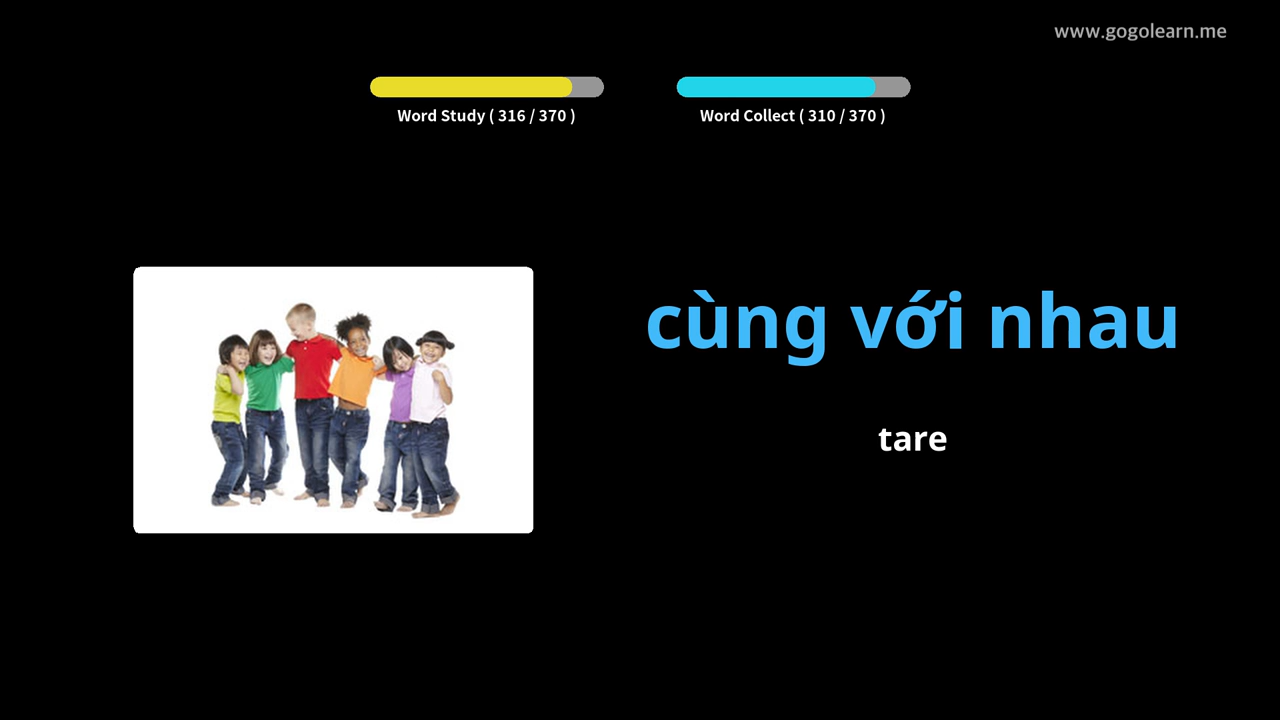 www.gogolearn.me
Word Study ( 316 / 370 )
Word Collect ( 310 / 370 )
cùng với nhau
tare